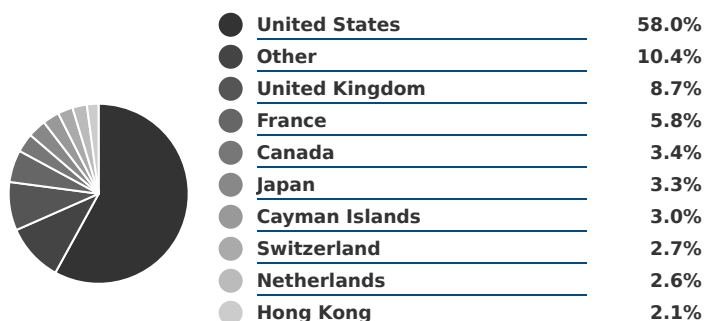 United States 58.0%
Other 10.4%
United Kingdom 8.7%
France 5.8%
Canada 3.4%
Japan 3.3%
Cayman Islands 3.0%
Switzerland 2.7%
Netherlands 2.6%
Hong Kong 2.1%